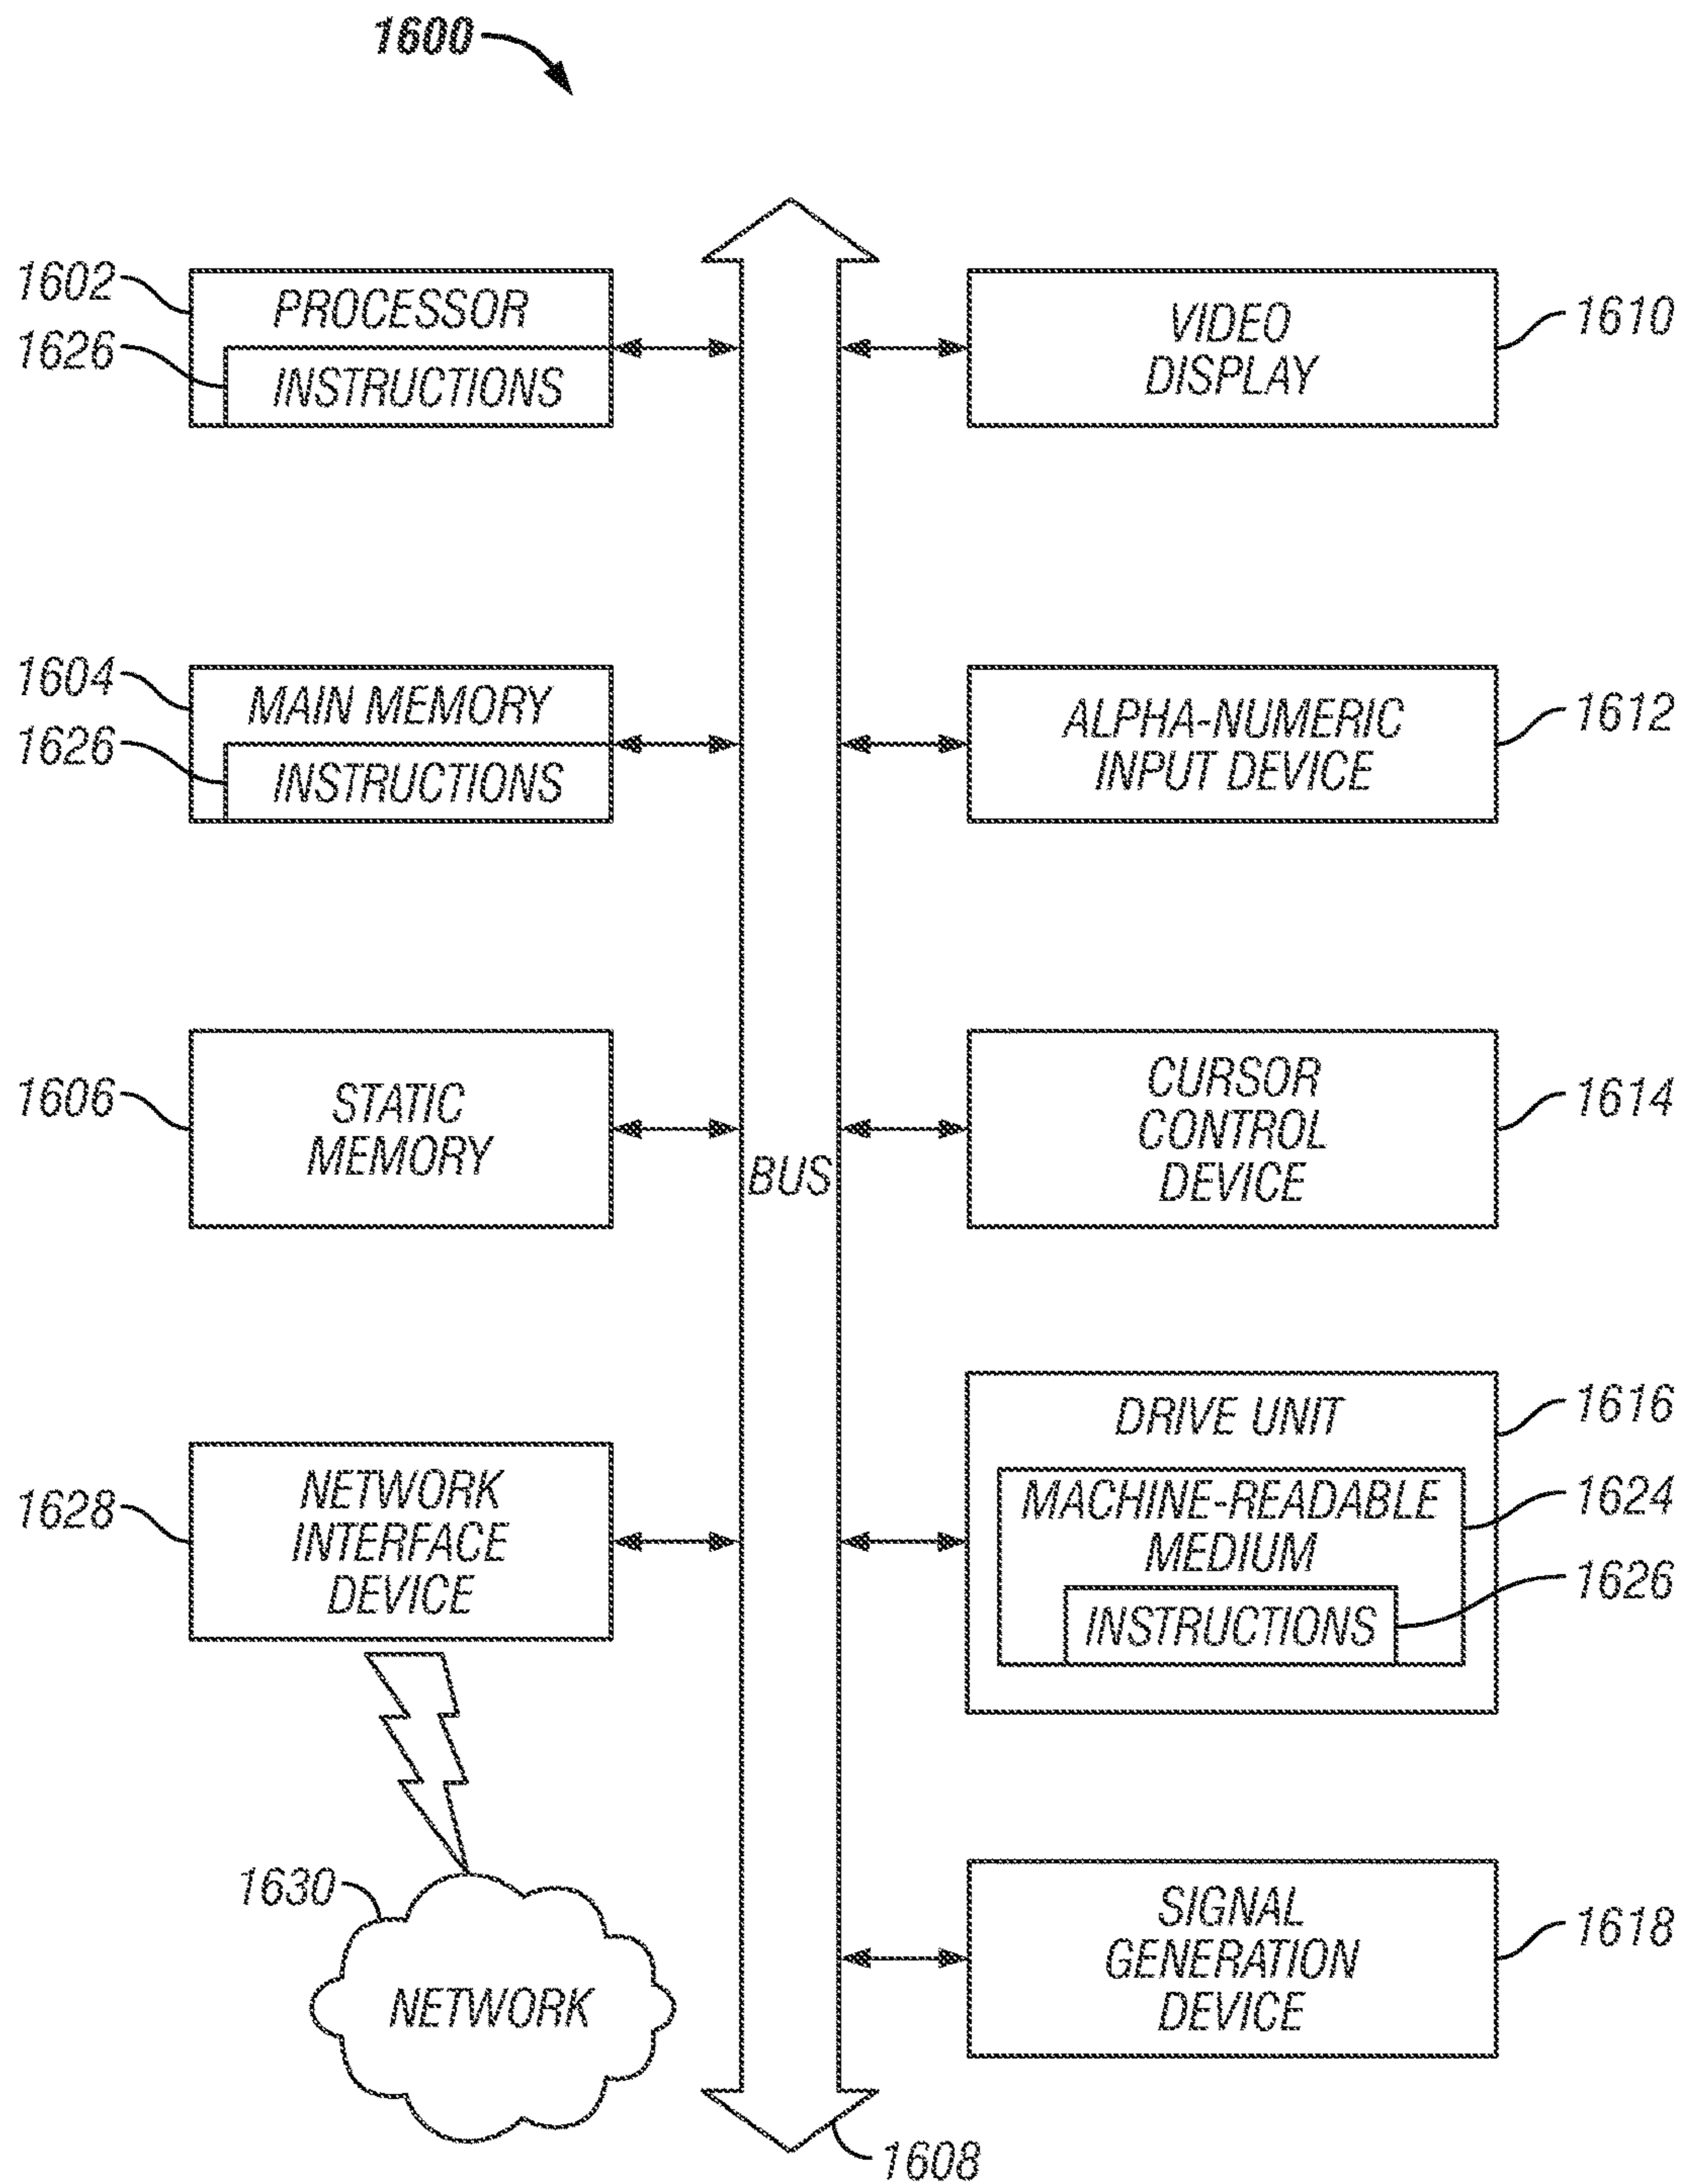 1600
1602
PROCESSOR
1626
INSTRUCTIONS
VIDEO
DISPLAY
1610
1604
MAIN MEMORY
1626
INSTRUCTIONS
ALPHA-NUMERIC
INPUT DEVICE
1612
1606
STATIC
MEMORY
BUS
CURSOR
CONTROL
DEVICE
1614
1628
NETWORK
INTERFACE
DEVICE
DRIVE UNIT
1616
MACHINE-READABLE
MEDIUM
1624
INSTRUCTIONS
1626
1630
NETWORK
SIGNAL
GENERATION
DEVICE
1618
1608